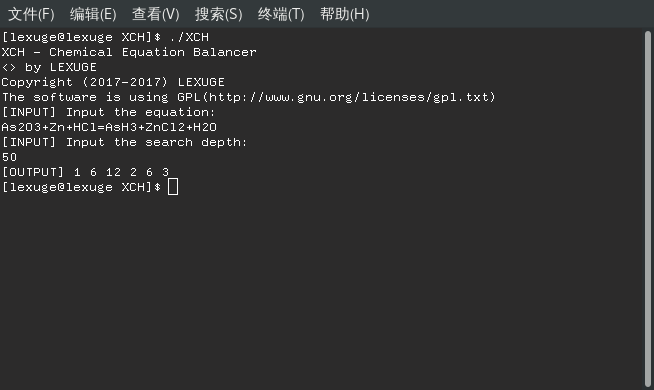 文件(F) 编辑(E) 查看(V) 搜索(S) 终端(T) 帮助(H)
[lexuge@lexuge XCH]$ ./XCH
XCH - Chemical Equation Balancer
<> by LEXUGE
Copyright (2017-2017) LEXUGE
The software is using GPL(http://www.gnu.org/licenses/gpl.txt)
[INPUT] Input the equation:
As2O3+Zn+HCl=AsH3+ZnCl2+H2O
[INPUT] Input the search depth:
50
[OUTPUT] 1 6 12 2 6 3
[lexuge@lexuge XCH]$